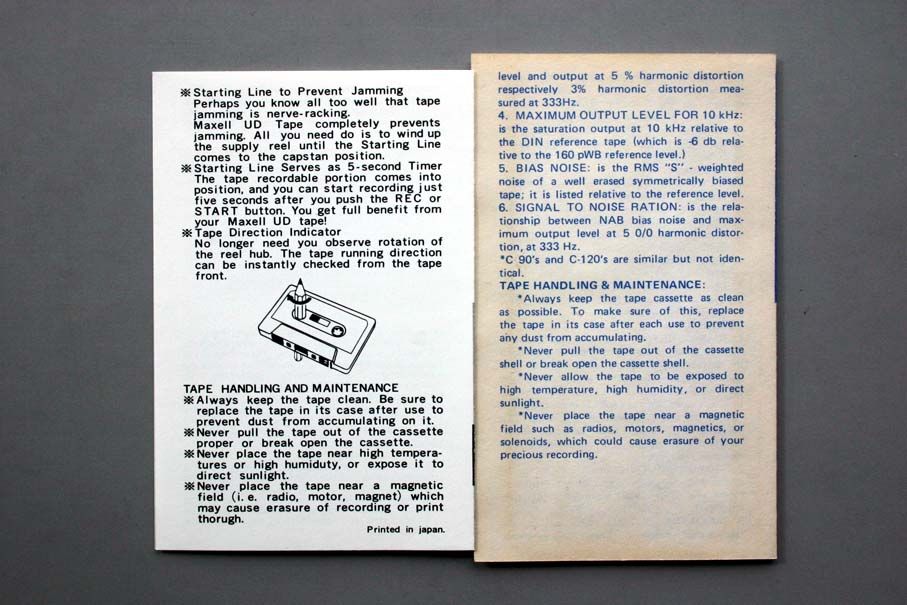 ※Starting Line to Prevent Jamming
Perhaps you know all too well that tape
jamming is nerve-racking.
Maxell UD Tape completely prevents
jamming. All you need do is to wind up
the supply reel until the Starting Line
comes to the capstan position.
※Starting Line Serves as 5-second Timer
The tape recordable portion comes into
position, and you can start recording just
five seconds after you push the REC or
START button. You get full benefit from
your Maxell UD tape!
※Tape Direction Indicator
No longer need you observe rotation of
the reel hub. The tape running direction
can be instantly checked from the tape
front.
TAPE HANDLING AND MAINTENANCE
※Always keep the tape clean. Be sure to
replace the tape in its case after use to
prevent dust from accumulating on it.
※Never pull the tape out of the cassette
proper or break open the cassette.
※Never place the tape near high tempera-
tures or high humiduty, or expose it to
direct sunlight.
※Never place the tape near a magnetic
field (i. e. radio, motor, magnet) which
may cause erasure of recording or print
thorugh.
Printed in japan.
level and output at 5 % harmonic distortion
respectively 3% harmonic distortion mea-
sured at 333Hz.
4. MAXIMUM OUTPUT LEVEL FOR 10 kHz:
is the saturation output at 10 kHz relative to
the DIN reference tape (which is -6 db rela-
tive to the 160 pWB reference level.)
5. BIAS NOISE: is the RMS "S" - weighted
noise of a well erased symmetrically biased
tape; it is listed relative to the reference level.
6. SIGNAL TO NOISE RATION: is the rela-
tionship between NAB bias noise and max-
imum output level at 5 0/0 harmonic distor-
tion, at 333 Hz.
*C 90's and C-120's are similar but not iden-
tical.
TAPE HANDLING & MAINTENANCE:
*Always keep the tape cassette as clean
as possible. To make sure of this, replace
the tape in its case after each use to prevent
any dust from accumulating.
*Never pull the tape out of the cassette
shell or break open the cassette shell.
*Never allow the tape to be exposed to
high temperature, high humidity, or direct
sunlight.
*Never place the tape near a magnetic
field such as radios, motors, magnetics, or
solenoids, which could cause erasure of your
precious recording.